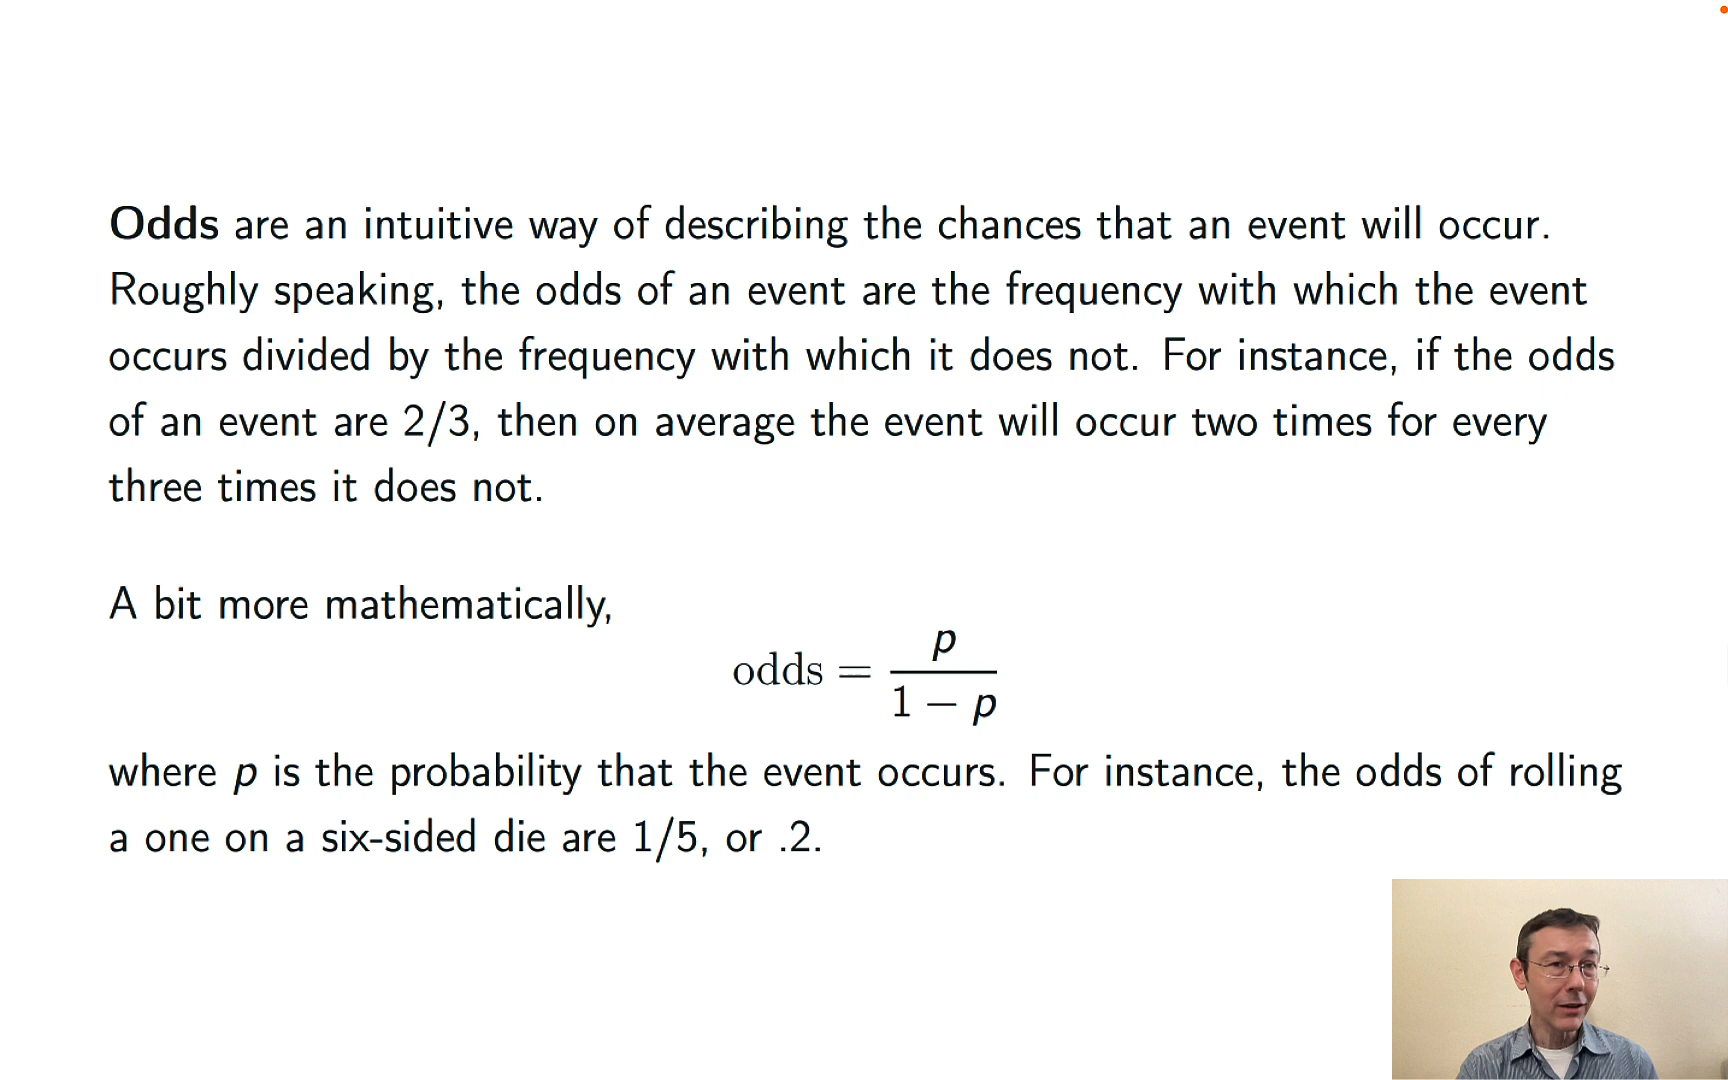 Odds are an intuitive way of describing the chances that an event will occur.
Roughly speaking, the odds of an event are the frequency with which the event
occurs divided by the frequency with which it does not. For instance, if the odds
of an event are 2/3, then on average the event will occur two times for every
three times it does not.
A bit more mathematically,
odds = p / (1 − p)
where p is the probability that the event occurs. For instance, the odds of rolling
a one on a six-sided die are 1/5, or .2.